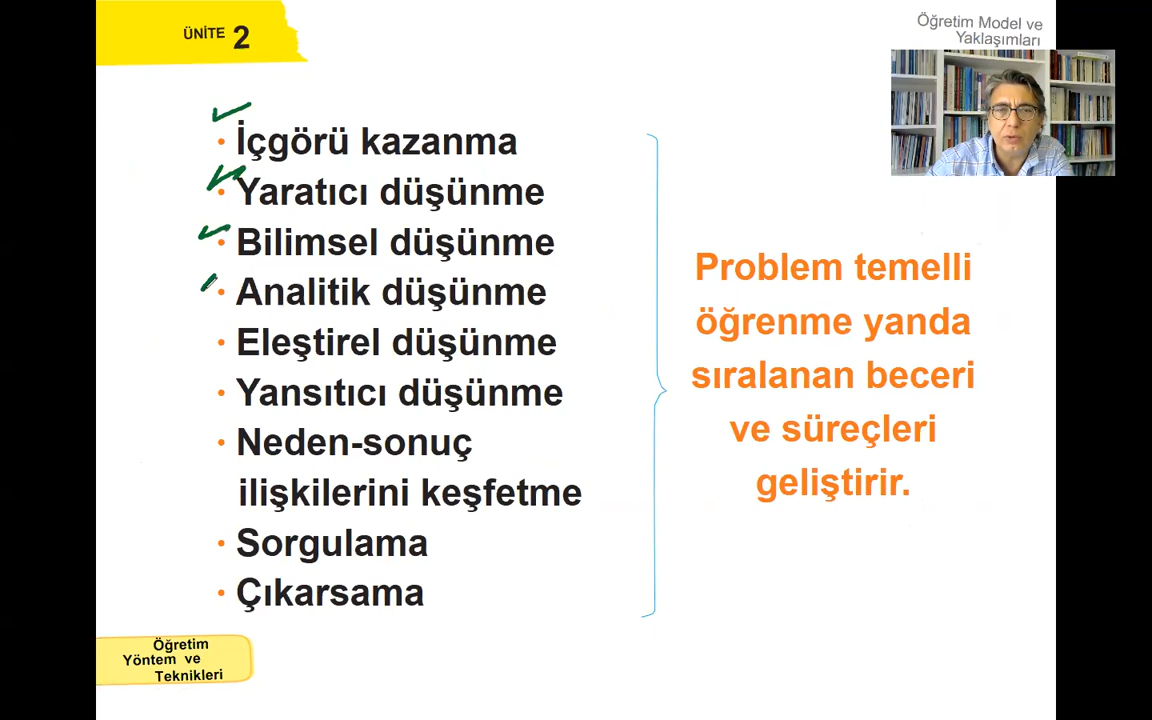 ÜNİTE 2
Öğretim Model ve
Yaklaşımları
• İçgörü kazanma
• Yaratıcı düşünme
• Bilimsel düşünme
• Analitik düşünme
• Eleştirel düşünme
• Yansıtıcı düşünme
• Neden-sonuç
ilişkilerini keşfetme
• Sorgulama
• Çıkarsama
Problem temelli
öğrenme yanda
sıralanan beceri
ve süreçleri
geliştirir.
Öğretim
Yöntem ve
Teknikleri